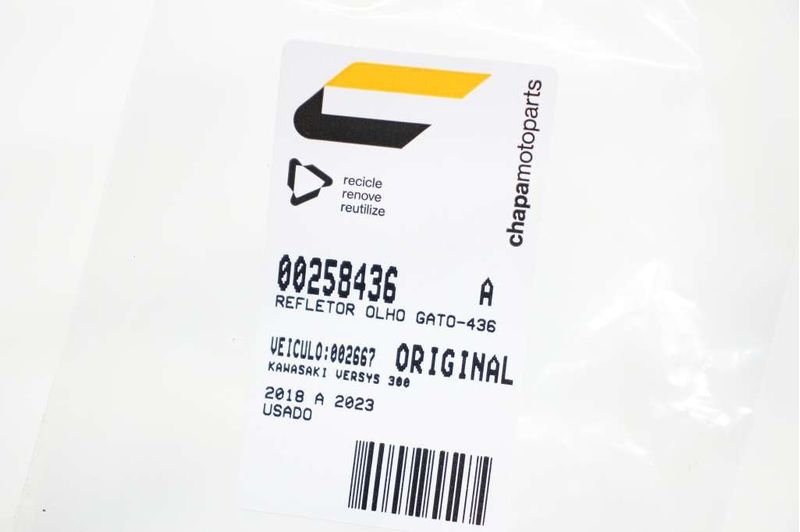 chapamotoparts
recicle
renove
reutilize
00258436 A
REFLETOR OLHO GATO-436
VEICULO:002667 ORIGINAL
KAWASAKI VERSYS 300
2018 A 2023
USADO